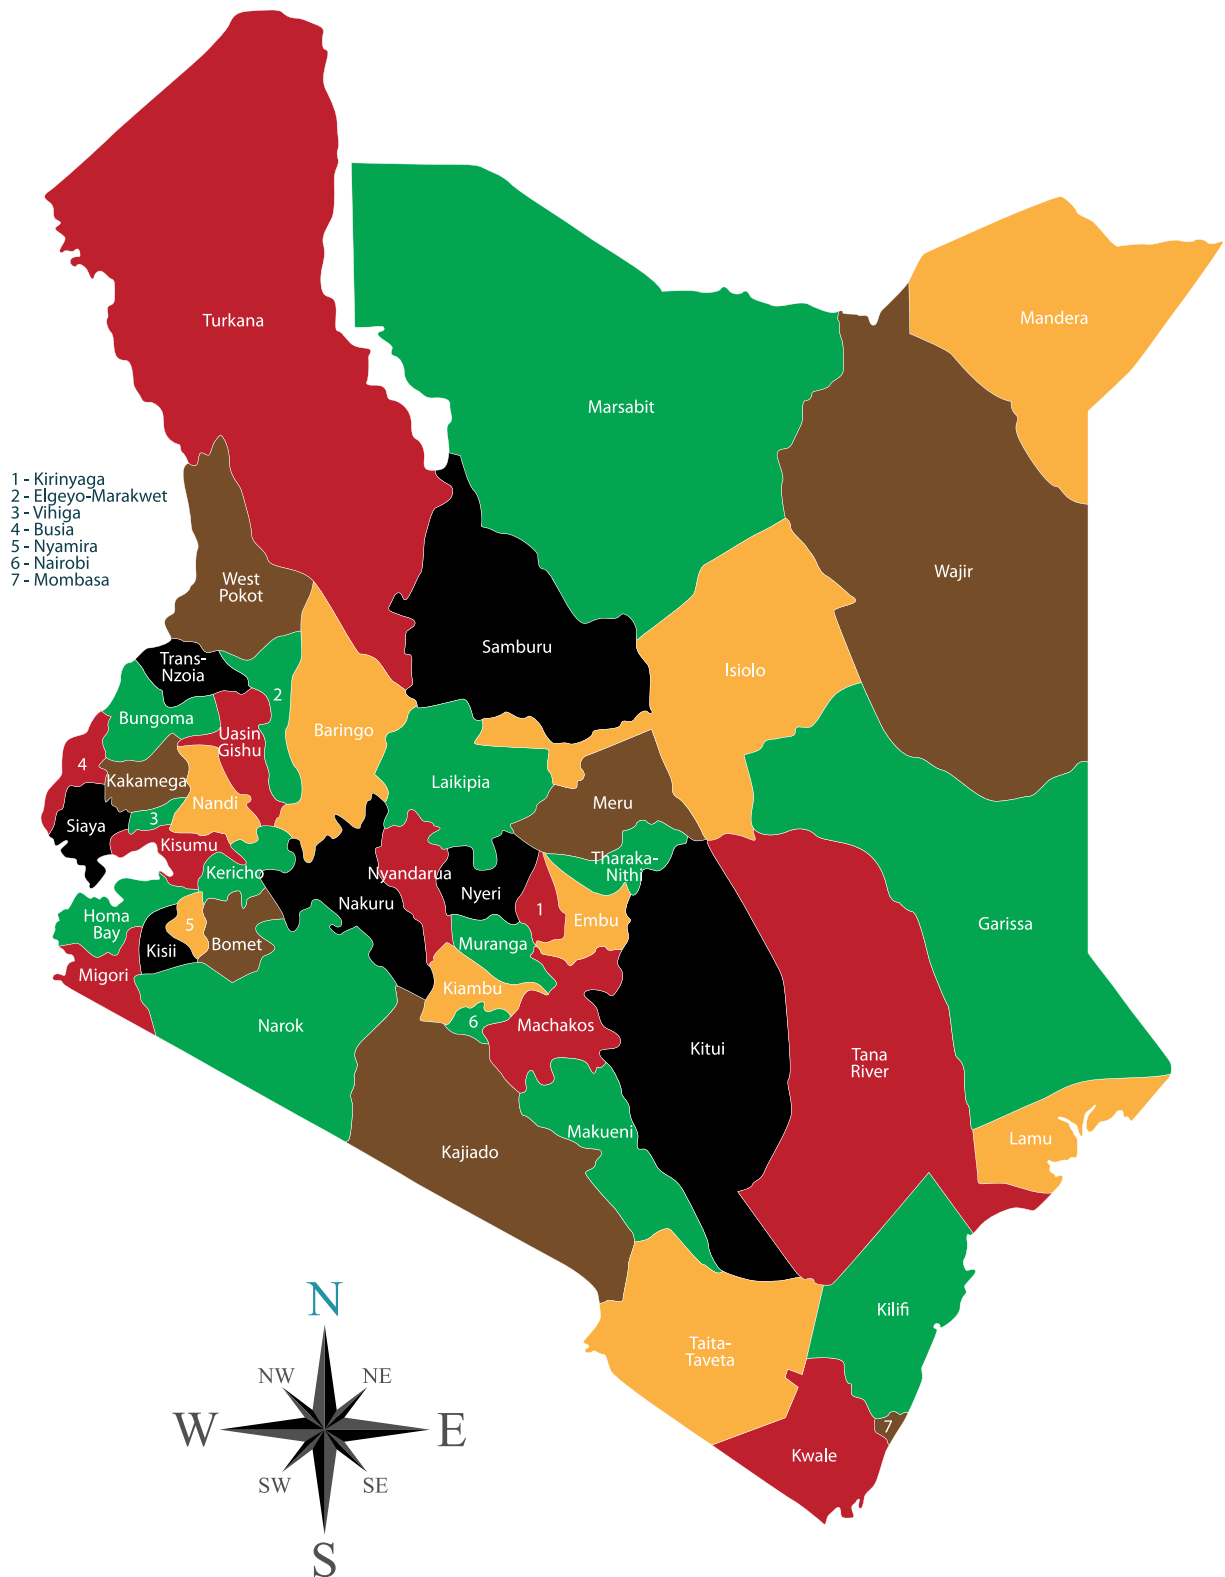 Turkana
Mandera
Marsabit
1 - Kirinyaga
2 - Elgeyo-Marakwet
3 - Vihiga
4 - Busia
5 - Nyamira
6 - Nairobi
7 - Mombasa
Wajir
West
Pokot
Samburu
Trans-
Nzoia
Isiolo
2
Bungoma
Uasin
Gishu
Baringo
4
Kakamega
Laikipia
Nandi
Meru
Siaya
3
Kisumu
Kericho
Nyandarua
Tharaka-
Nithi
Nyeri
Nakuru
1
Embu
Homa
Bay
5
Kisii
Bomet
Muranga
Garissa
Migori
Kiambu
Narok
6
Machakos
Kitui
Tana
River
Makueni
Lamu
Kajiado
Kilifi
Taita-
Taveta
7
Kwale
N
NW
NE
W
E
SW
SE
S